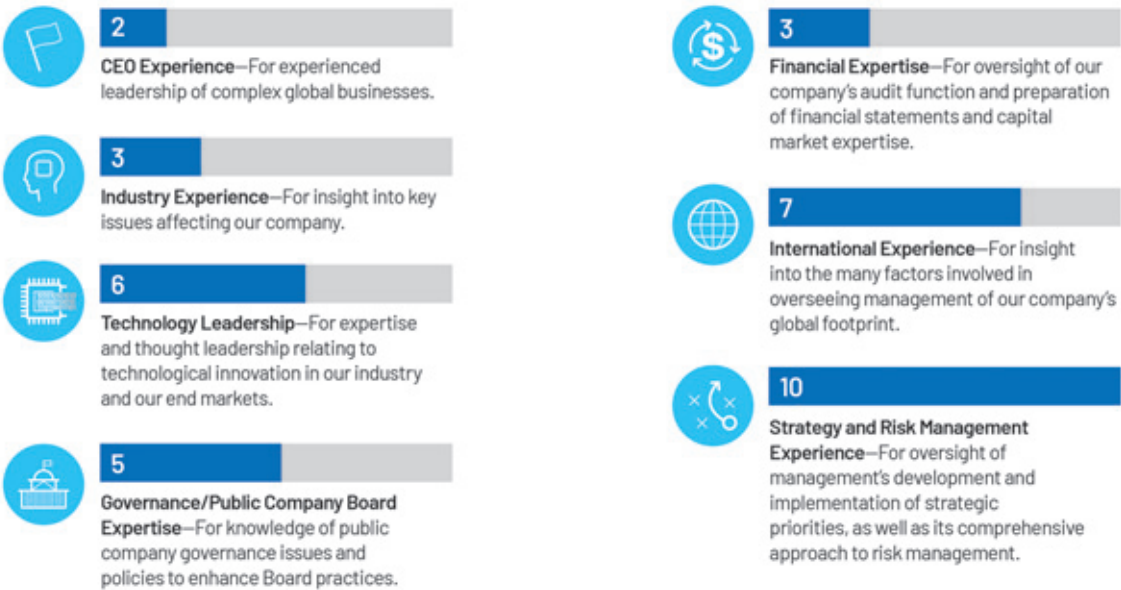 2
CEO Experience—For experienced
leadership of complex global businesses.
3
Industry Experience—For insight into key
issues affecting our company.
6
Technology Leadership—For expertise
and thought leadership relating to
technological innovation in our industry
and our end markets.
5
Governance/Public Company Board
Expertise—For knowledge of public
company governance issues and
policies to enhance Board practices.
$
3
Financial Expertise—For oversight of our
company's audit function and preparation
of financial statements and capital
market expertise.
7
International Experience—For insight
into the many factors involved in
overseeing management of our company's
global footprint.
10
Strategy and Risk Management
Experience—For oversight of
management's development and
implementation of strategic
priorities, as well as its comprehensive
approach to risk management.